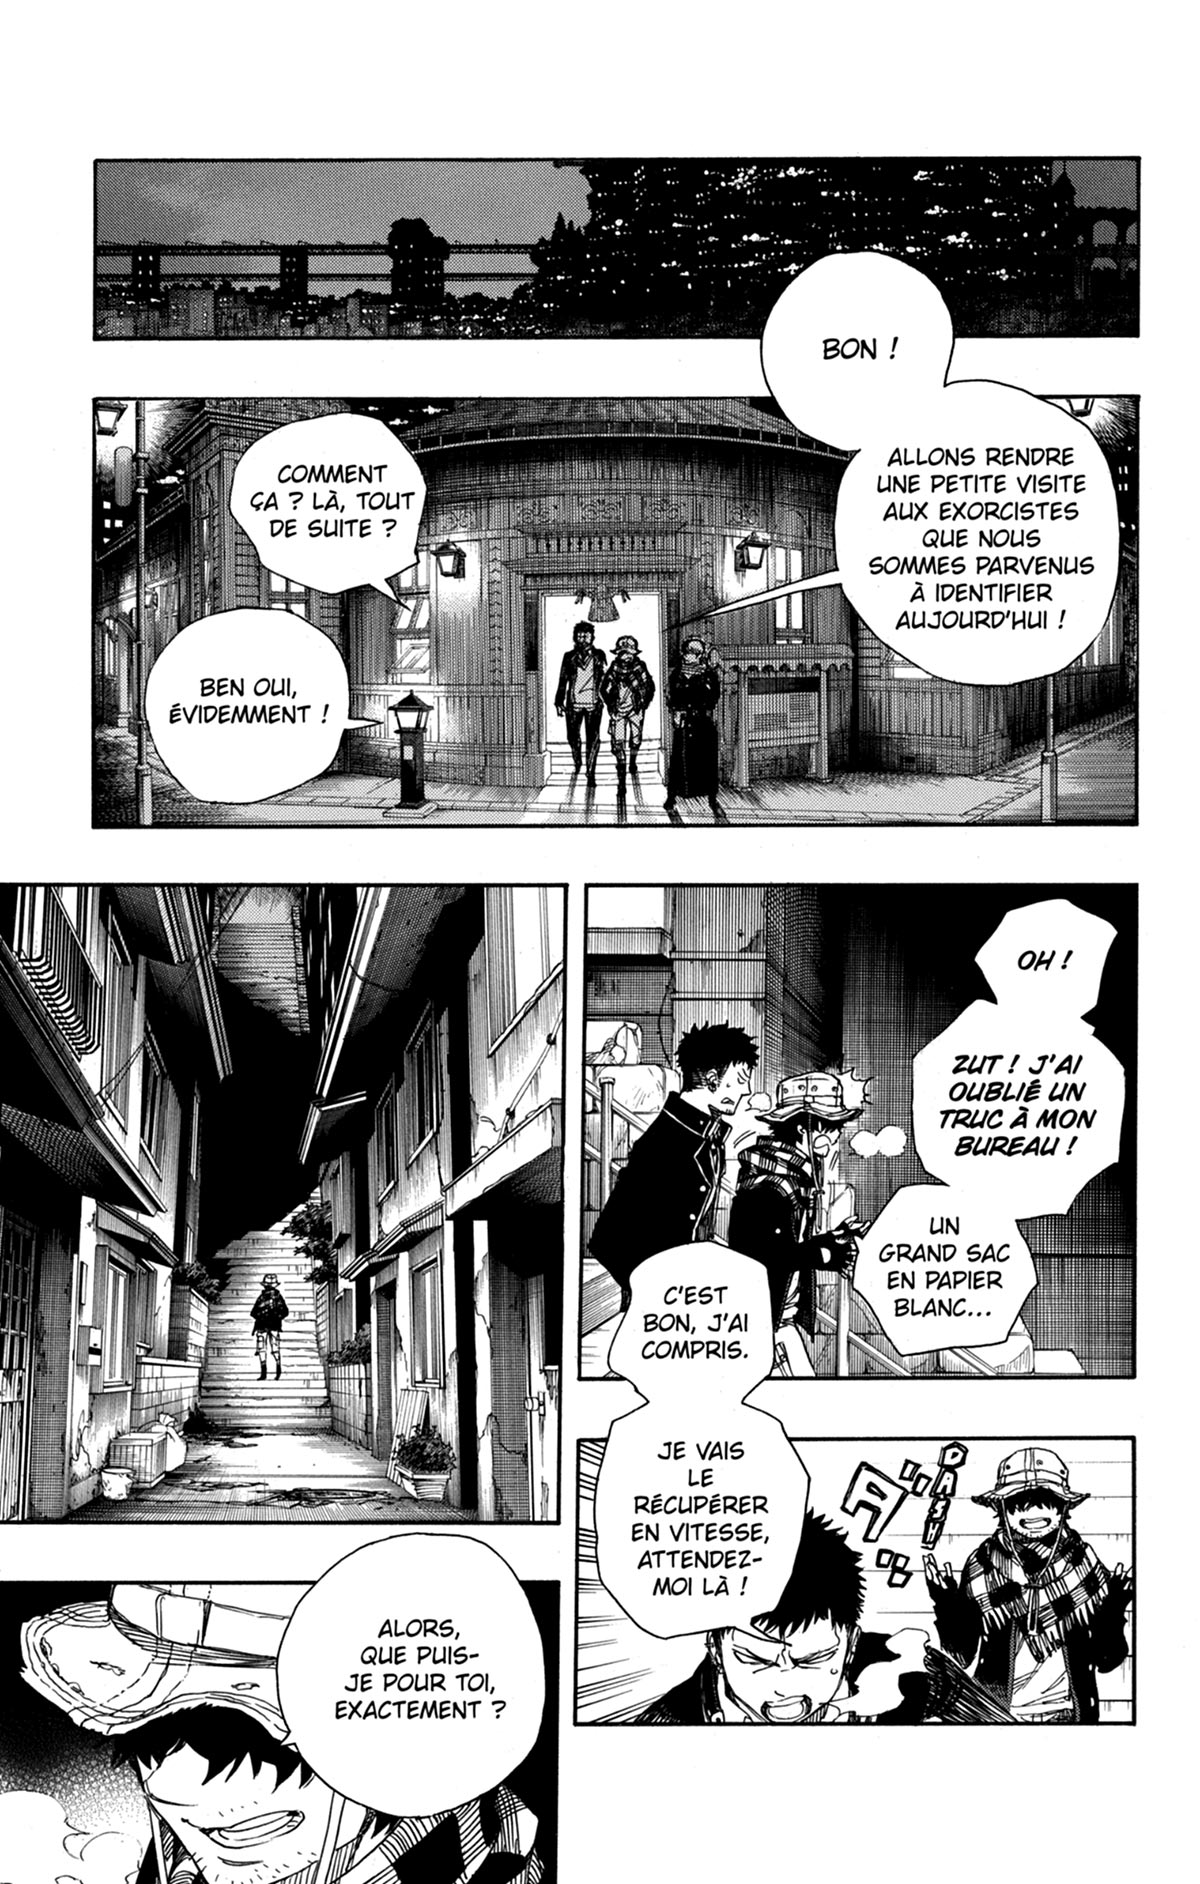 BON !
ALLONS RENDRE
UNE PETITE VISITE
AUX EXORCISTES
QUE NOUS
SOMMES PARVENUS
À IDENTIFIER
AUJOURD'HUI !
COMMENT
ÇA ? LÀ, TOUT
DE SUITE ?
BEN OUI,
ÉVIDEMMENT !
OH !
ZUT ! J'AI
OUBLIÉ UN
TRUC À MON
BUREAU !
UN
GRAND SAC
EN PAPIER
BLANC...
C'EST
BON, J'AI
COMPRIS.
JE VAIS
LE
RÉCUPÉRER
EN VITESSE,
ATTENDEZ-
MOI LÀ !
ダッ
DASH
ALORS,
QUE PUIS-
JE POUR TOI,
EXACTEMENT ?